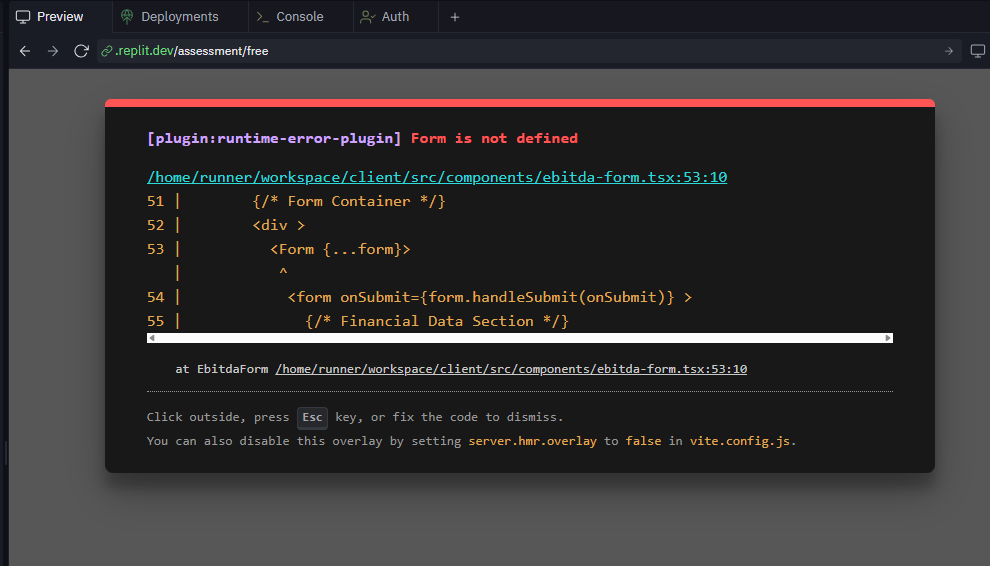 Preview Deployments Console Auth
.replit.dev/assessment/free
[plugin:runtime-error-plugin] Form is not defined
/home/runner/workspace/client/src/components/ebitda-form.tsx:53:10
51 |        {/* Form Container */}
52 |        <div >
53 |          <Form {...form}>
   |           ^
54 |            <form onSubmit={form.handleSubmit(onSubmit)} >
55 |              {/* Financial Data Section */}
at EbitdaForm /home/runner/workspace/client/src/components/ebitda-form.tsx:53:10
Click outside, press Esc key, or fix the code to dismiss.
You can also disable this overlay by setting server.hmr.overlay to false in vite.config.js.